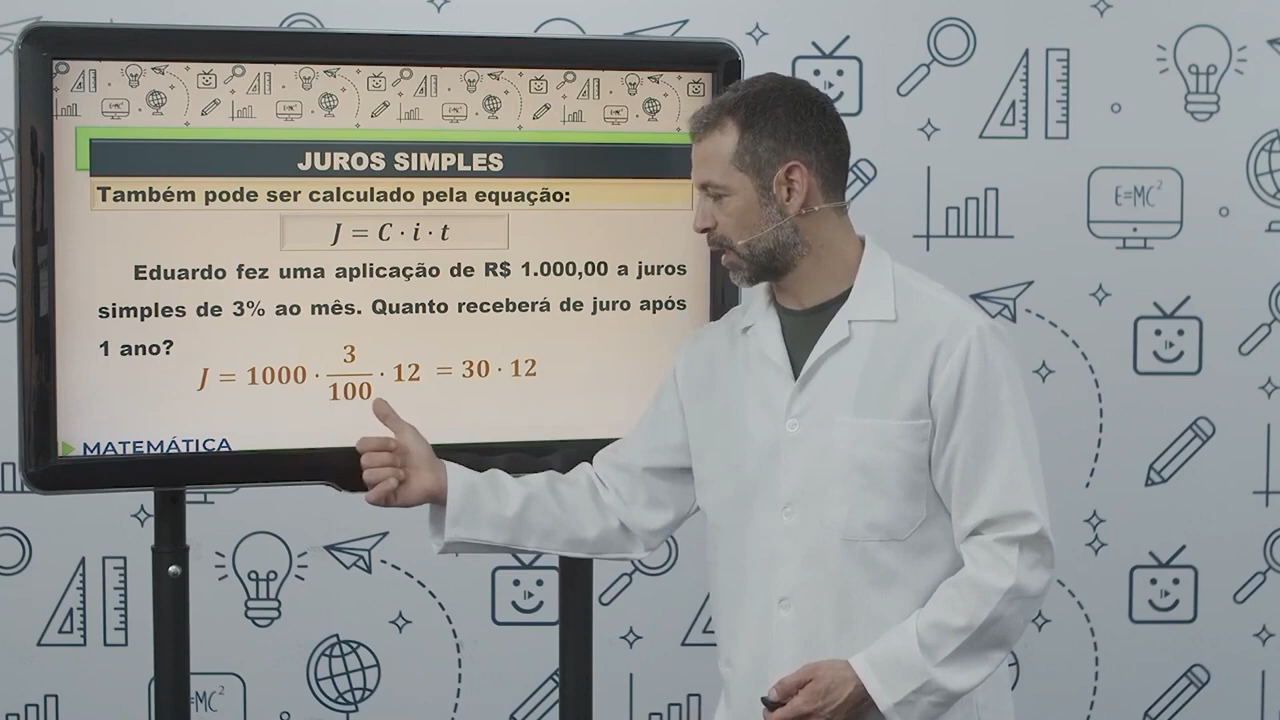 JUROS SIMPLES
Também pode ser calculado pela equação:
J = C · i · t
Eduardo fez uma aplicação de R$ 1.000,00 a juros
simples de 3% ao mês. Quanto receberá de juro após
1 ano?
J = 1000 · 3/100 · 12 = 30 · 12
MATEMÁTICA
E=MC²
=MC²